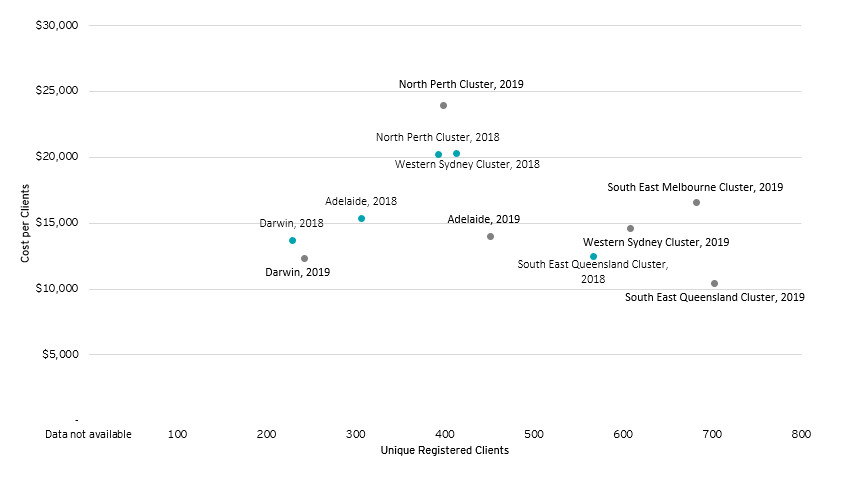 $30,000
$25,000
$20,000
$15,000
$10,000
$5,000
-
Cost per Clients
North Perth Cluster, 2019
North Perth Cluster, 2018
Western Sydney Cluster, 2018
South East Melbourne Cluster, 2019
Adelaide, 2018
Adelaide, 2019
Darwin, 2018
Western Sydney Cluster, 2019
South East Queensland Cluster,
2018
Darwin, 2019
South East Queensland Cluster, 2019
Data not available 100 200 300 400 500 600 700 800
Unique Registered Clients